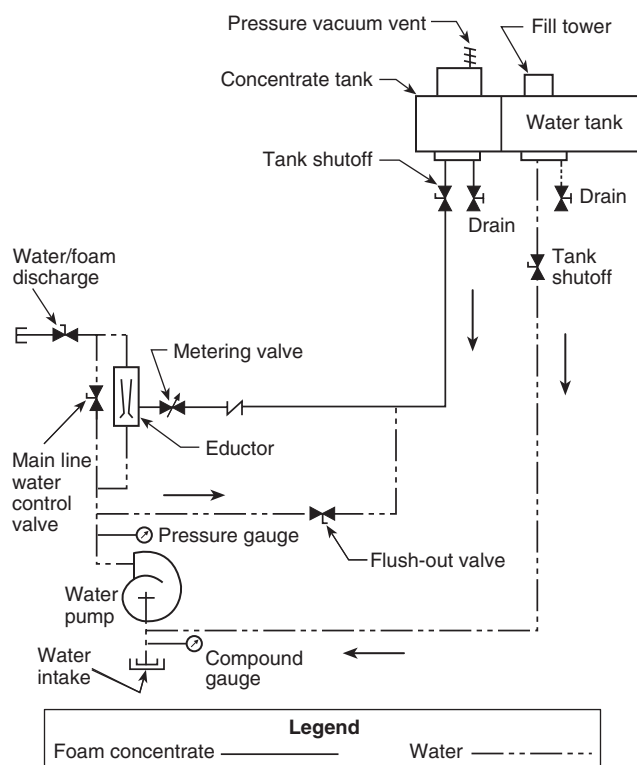 Pressure vacuum vent
Fill tower
Concentrate tank
Water tank
Tank shutoff
Drain
Drain
Tank
shutoff
Water/foam
discharge
Metering valve
Eductor
Main line
water
control
valve
Pressure gauge
Flush-out valve
Water
pump
Water
intake
Compound
gauge
Legend
Foam concentrate
Water